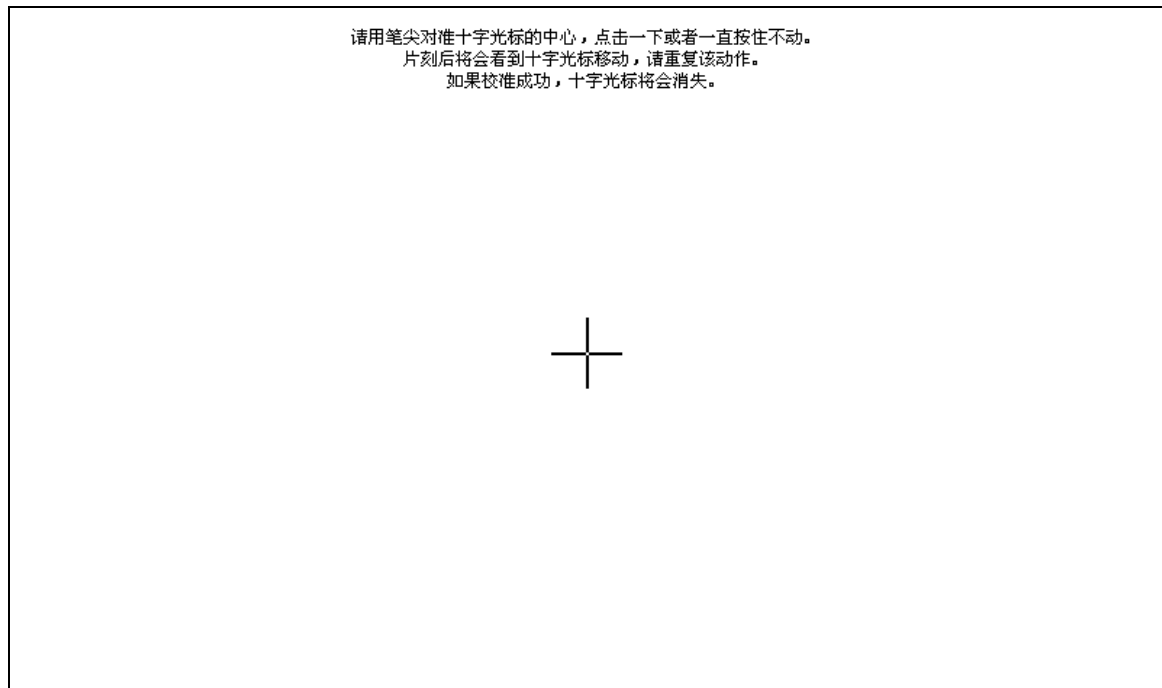 请用笔尖对准十字光标的中心，点击一下或者一直按住不动。
片刻后将会看到十字光标移动，请重复该动作。
如果校准成功，十字光标将会消失。